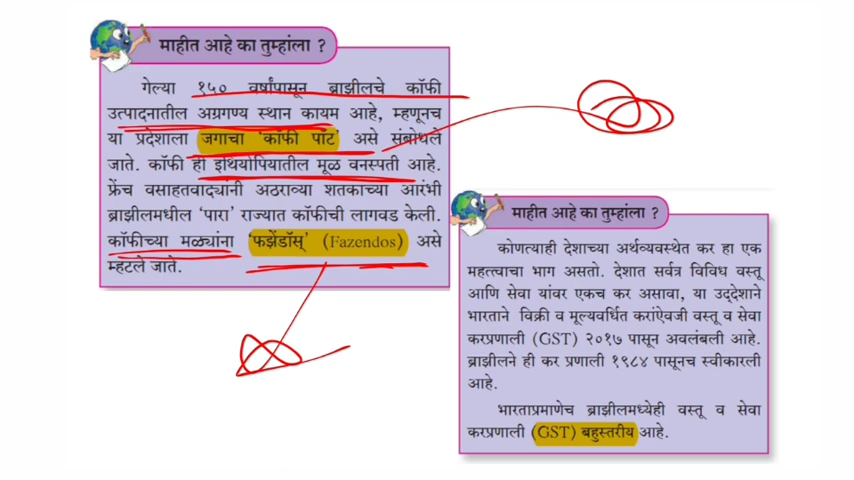 माहीत आहे का तुम्हांला ?
गेल्या १५० वर्षांपासून ब्राझीलचे कॉफी
उत्पादनातील अग्रगण्य स्थान कायम आहे, म्हणूनच
या प्रदेशाला जगाचा ‘कॉफी पॉट’ असे संबोधले
जाते. कॉफी ही इथियोपियातील मूळ वनस्पती आहे.
फ्रेंच वसाहतवाद्यांनी अठराव्या शतकाच्या आरंभी
ब्राझीलमधील ‘पारा’ राज्यात कॉफीची लागवड केली.
कॉफीच्या मळ्यांना ‘फझेंडॉस्’ (Fazendos) असे
म्हटले जाते.
माहीत आहे का तुम्हांला ?
कोणत्याही देशाच्या अर्थव्यवस्थेत कर हा एक
महत्त्वाचा भाग असतो. देशात सर्वत्र विविध वस्तू
आणि सेवा यांवर एकच कर असावा, या उद्देशाने
भारताने विक्री व मूल्यवर्धित करांऐवजी वस्तू व सेवा
करप्रणाली (GST) २०१७ पासून अवलंबली आहे.
ब्राझीलने ही कर प्रणाली १९८४ पासूनच स्वीकारली
आहे.
भारताप्रमाणेच ब्राझीलमध्येही वस्तू व सेवा
करप्रणाली (GST) बहुस्तरीय आहे.